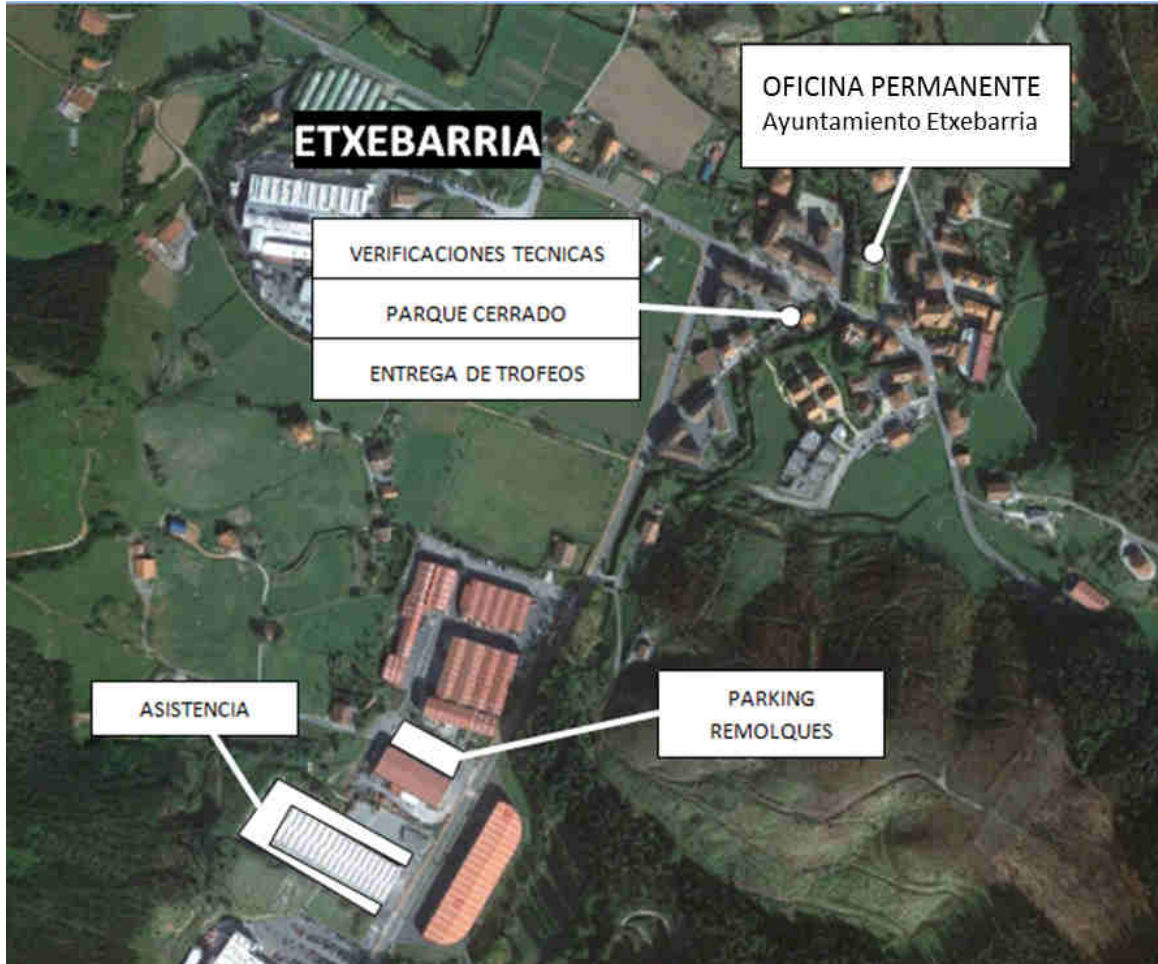 OFICINA PERMANENTE
Ayuntamiento Etxebarria
ETXEBARRIA
VERIFICACIONES TECNICAS
PARQUE CERRADO
ENTREGA DE TROFEOS
ASISTENCIA
PARKING
REMOLQUES